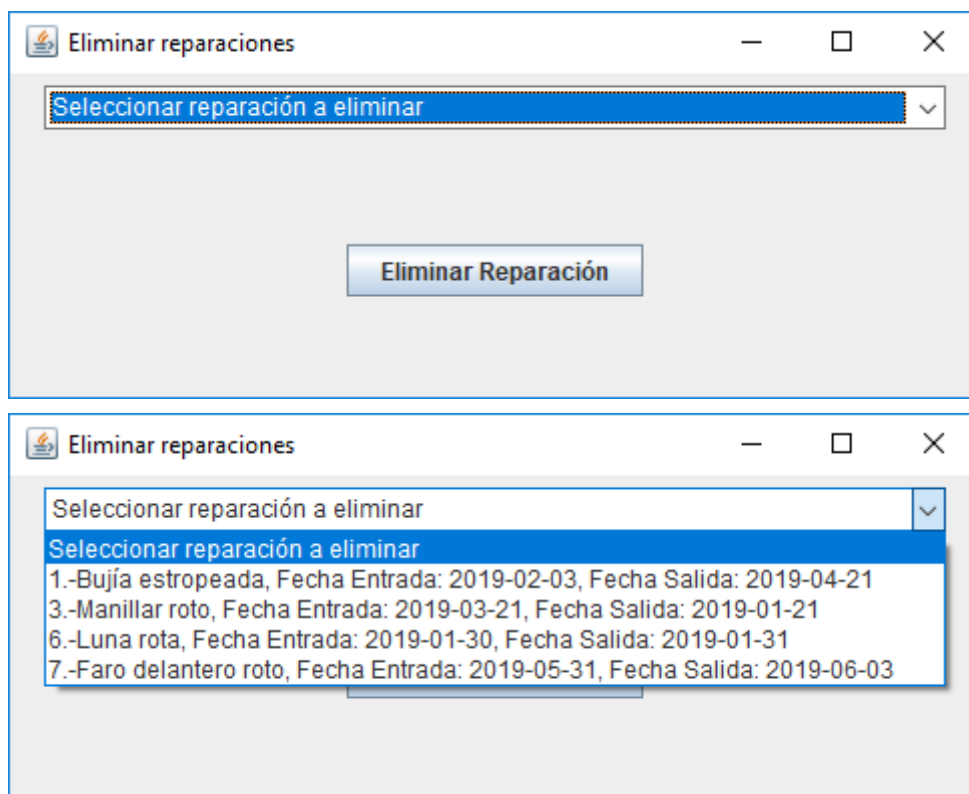 Eliminar reparaciones
Seleccionar reparación a eliminar
Eliminar Reparación
Eliminar reparaciones
Seleccionar reparación a eliminar
Seleccionar reparación a eliminar
1.-Bujía estropeada, Fecha Entrada: 2019-02-03, Fecha Salida: 2019-04-21
3.-Manillar roto, Fecha Entrada: 2019-03-21, Fecha Salida: 2019-01-21
6.-Luna rota, Fecha Entrada: 2019-01-30, Fecha Salida: 2019-01-31
7.-Faro delantero roto, Fecha Entrada: 2019-05-31, Fecha Salida: 2019-06-03